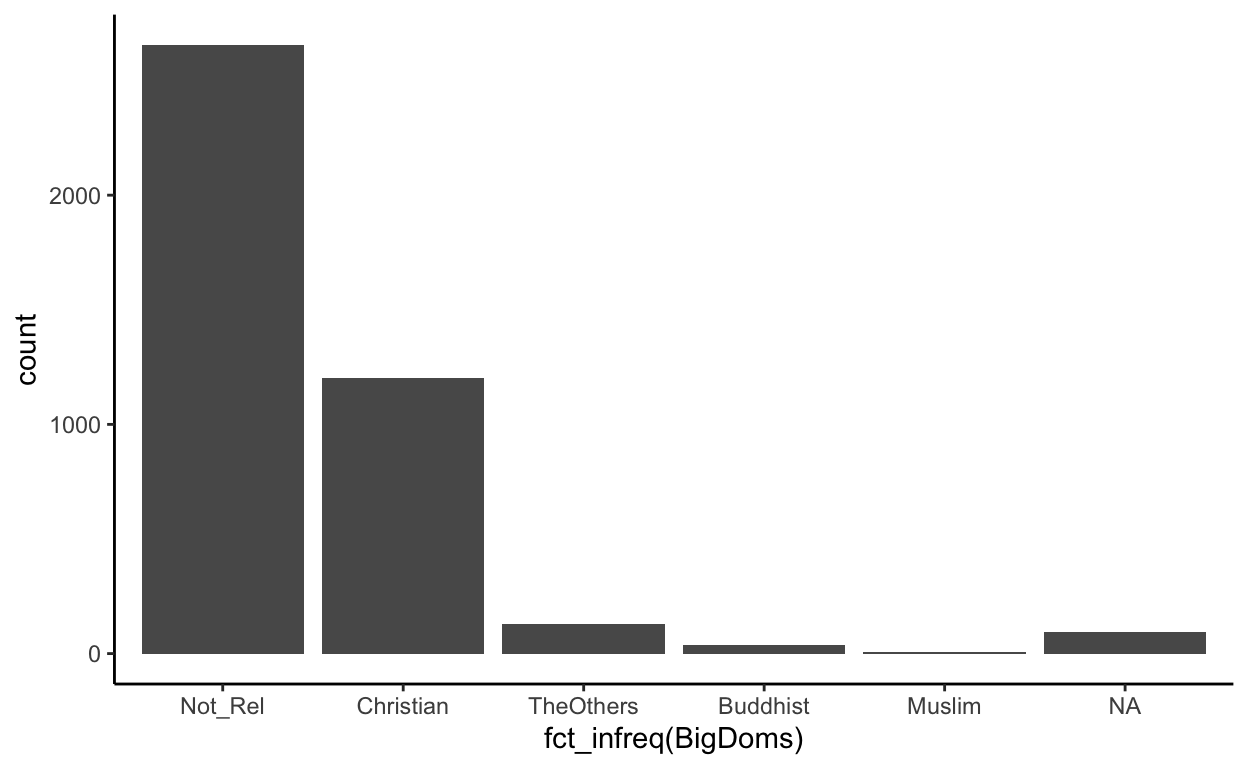 count
2000
1000
0
Not_Rel Christian TheOthers Buddhist Muslim NA
fct_infreq(BigDoms)